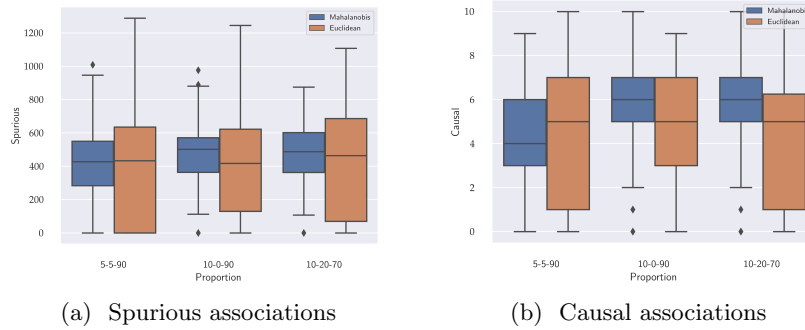 Mahalanobis
Euclidean
1200
1000
800
600
400
200
0
Spurious
5-5-90
10-0-90
10-20-70
Proportion
(a) Spurious associations
Mahalanobis
Euclidean
10
8
6
4
2
0
Causal
5-5-90
10-0-90
10-20-70
Proportion
(b) Causal associations